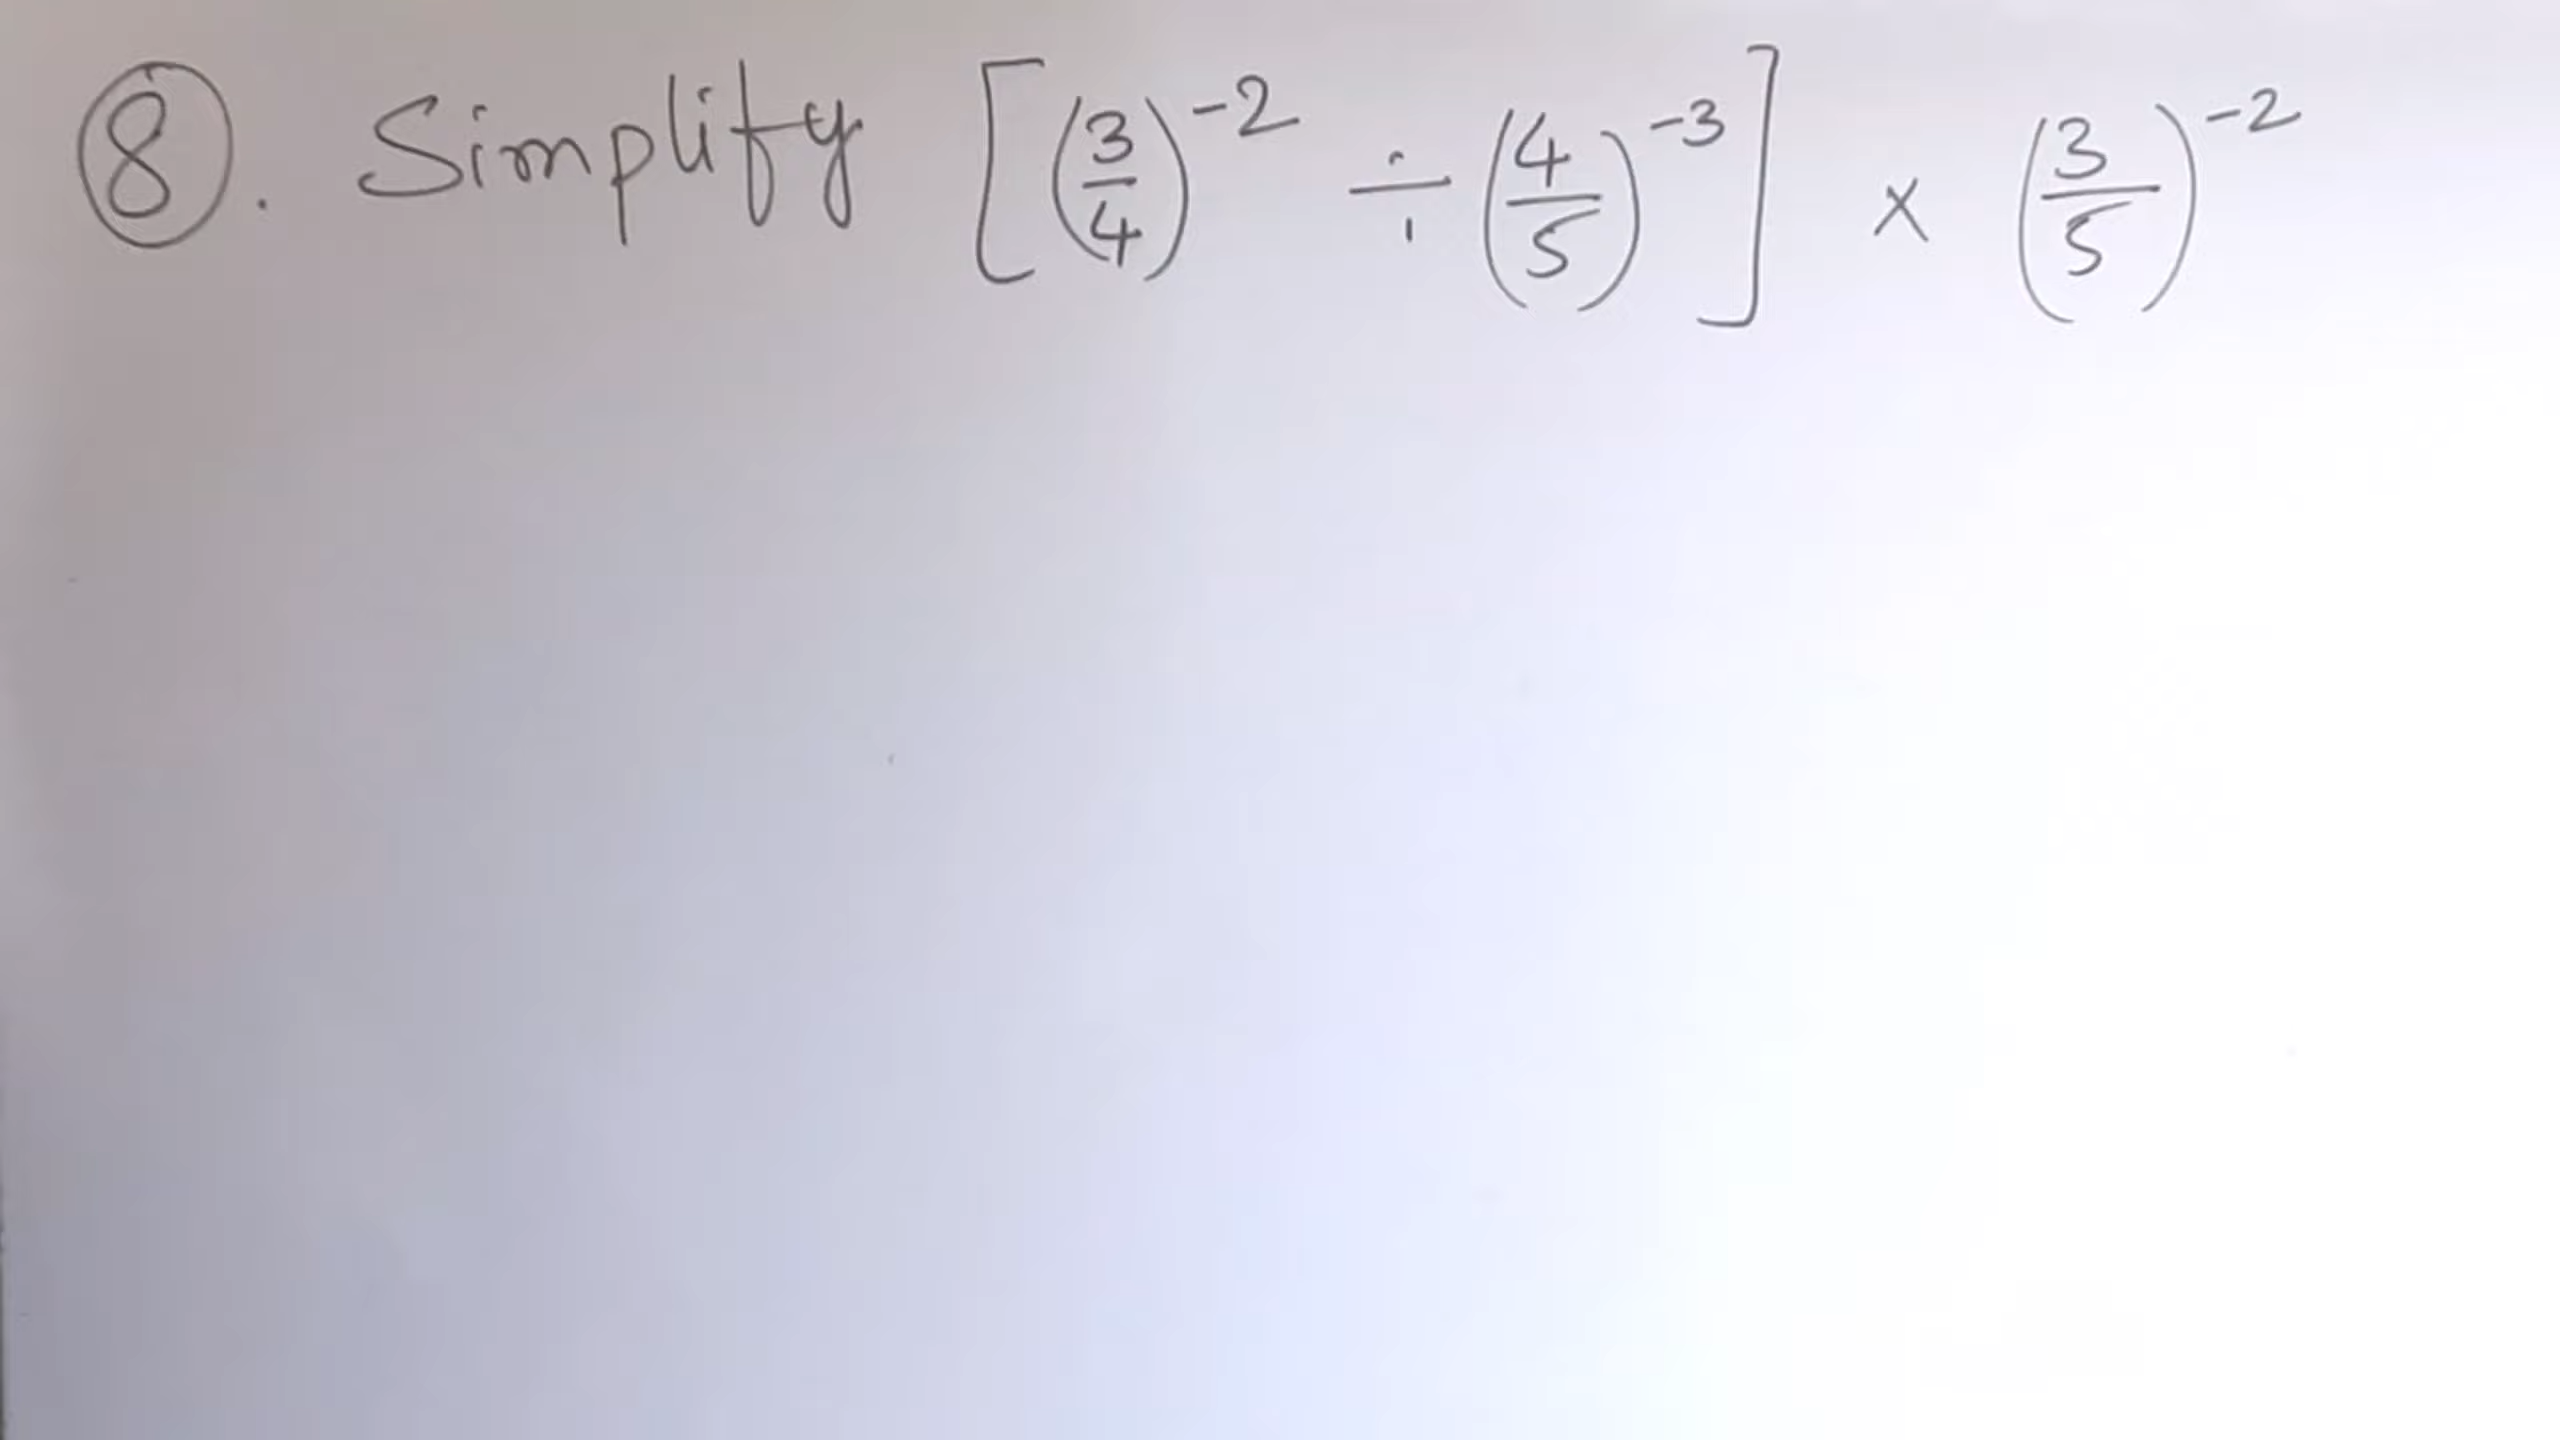 8. Simplify [(3/4)^-2 ÷ (4/5)^-3] × (3/5)^-2